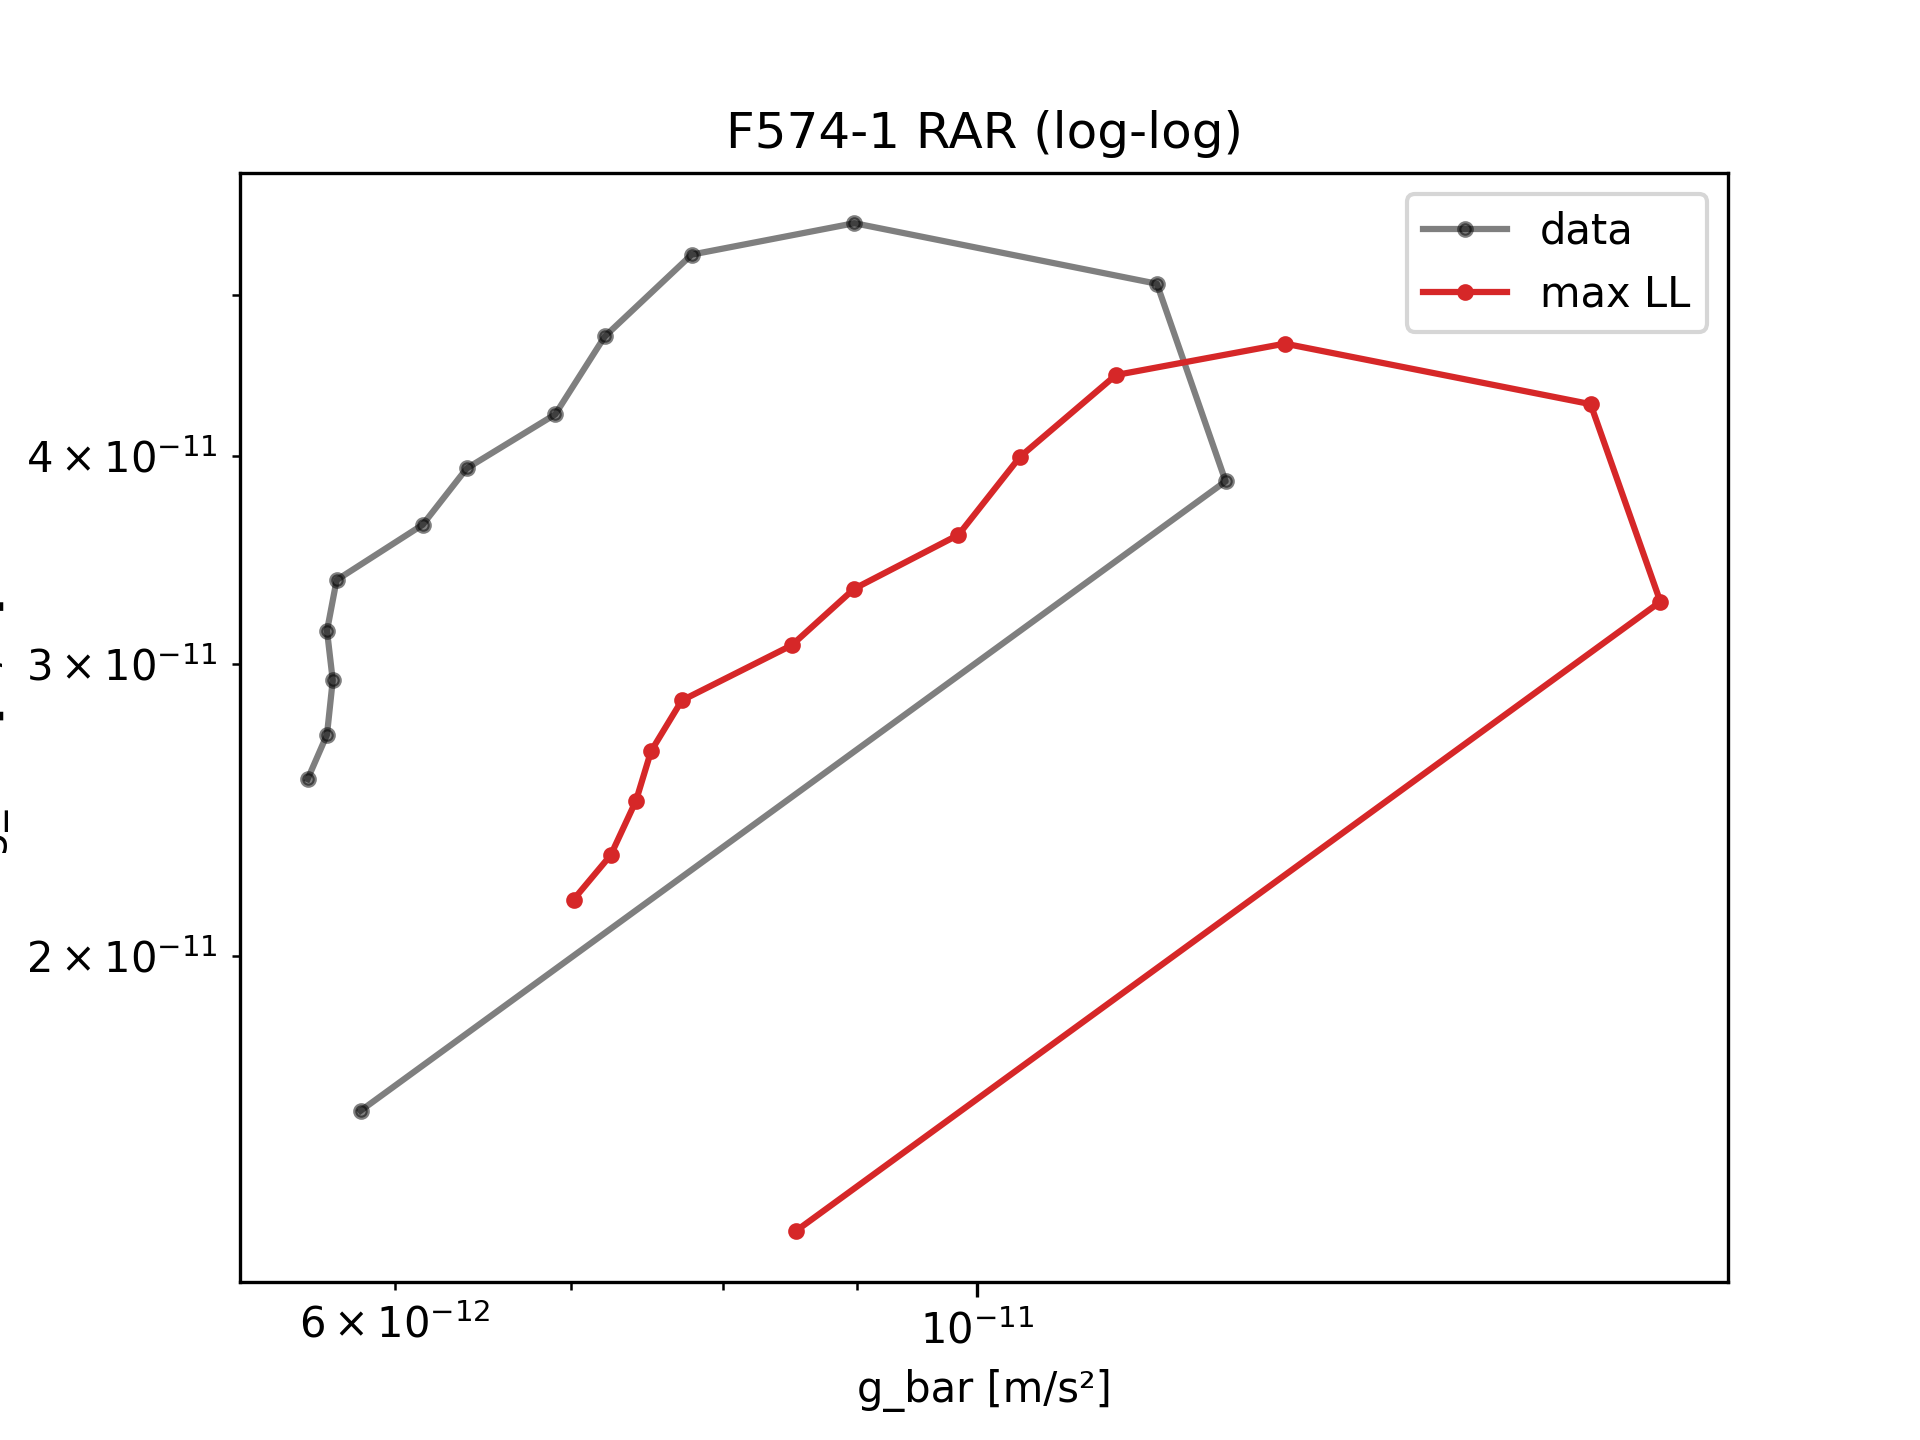 F574-1 RAR (log-log)
data
max LL
4 × 10⁻¹¹
3 × 10⁻¹¹
2 × 10⁻¹¹
6 × 10⁻¹²
10⁻¹¹
g_bar [m/s²]